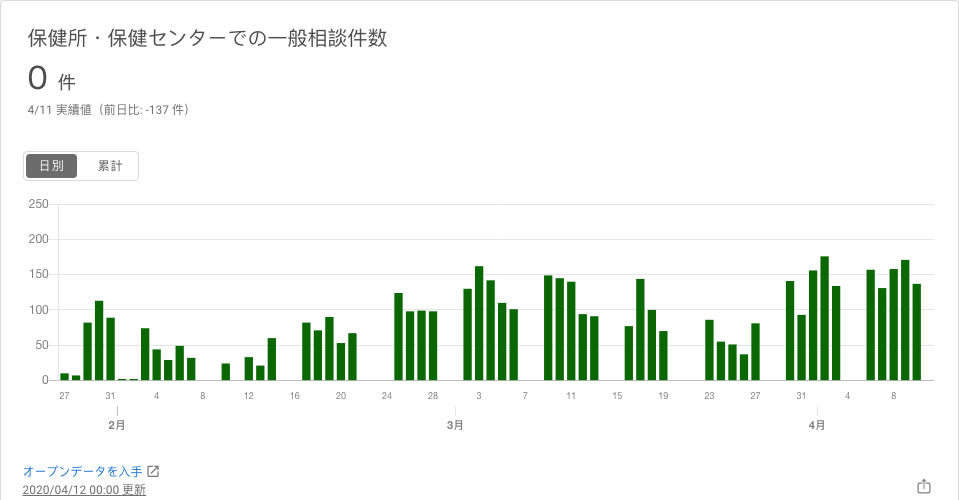 保健所・保健センターでの一般相談件数
0 件
4/11 実績値（前日比: -137 件）
日別 累計
250
200
150
100
50
0
27 31 4 8 12 16 20 24 28 3 7 11 15 19 23 27 31 4 8
2月 3月 4月
オープンデータを入手
2020/04/12 00:00 更新